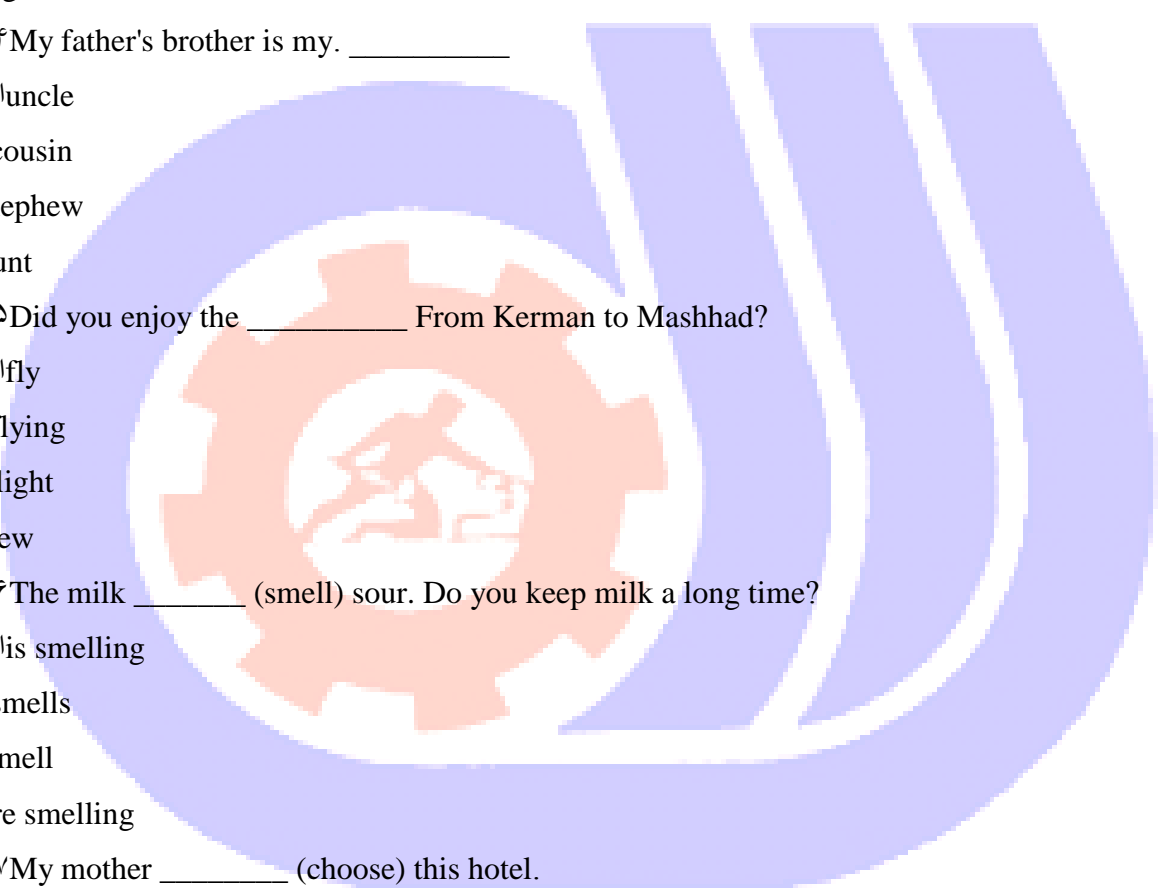 My father's brother is my. __________
uncle
cousin
ephew
unt
Did you enjoy the ____________ From Kerman to Mashhad?
fly
lying
light
ew
The milk _______ (smell) sour. Do you keep milk a long time?
is smelling
smells
mell
re smelling
My mother ________ (choose) this hotel.